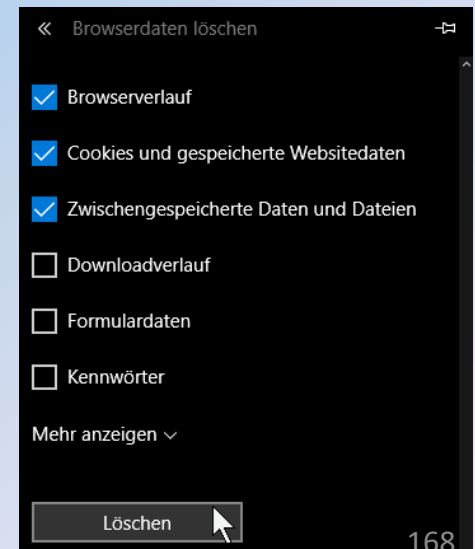 Browserdaten löschen
Browserverlauf
Cookies und gespeicherte Websitedaten
Zwischengespeicherte Daten und Dateien
Downloadverlauf
Formulardaten
Kennwörter
Mehr anzeigen
Löschen
168